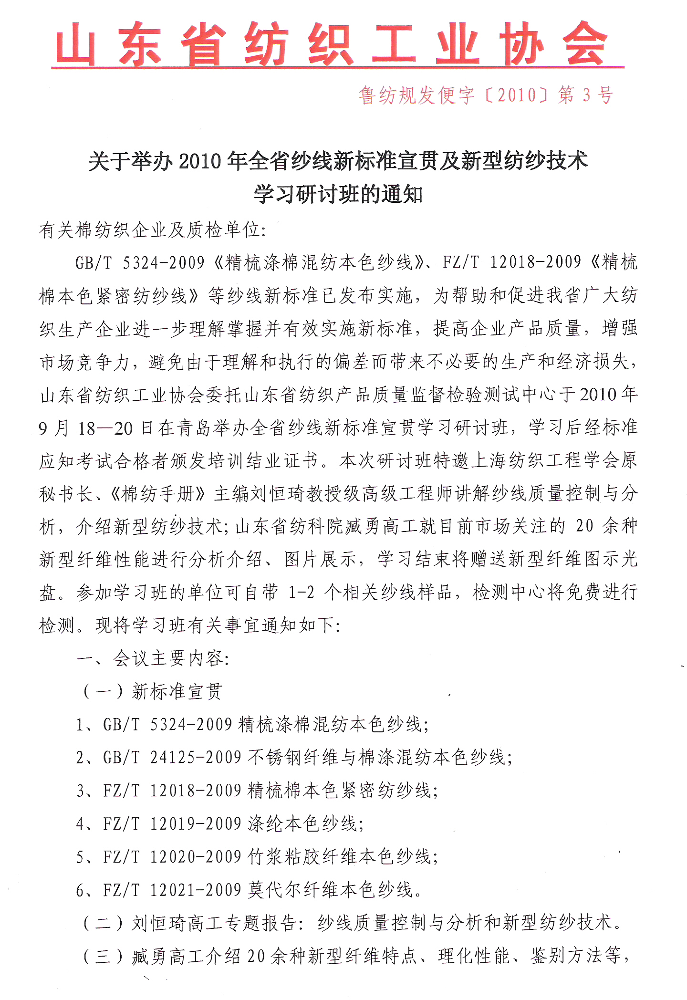 山东省纺织工业协会
鲁纺规发便字〔2010〕第 3 号
关于举办 2010 年全省纱线新标准宣贯及新型纺纱技术
学习研讨班的通知
有关棉纺织企业及质检单位：
GB/T 5324-2009《精梳涤棉混纺本色纱线》、FZ/T 12018-2009《精梳
棉本色紧密纺纱线》等纱线新标准已发布实施，为帮助和促进我省广大纺
织生产企业进一步理解掌握并有效实施新标准，提高企业产品质量，增强
市场竞争力，避免由于理解和执行的偏差而带来不必要的生产和经济损失，
山东省纺织工业协会委托山东省纺织产品质量监督检验测试中心于 2010 年
9 月 18—20 日在青岛举办全省纱线新标准宣贯学习研讨班，学习后经标准
应知考试合格者颁发培训结业证书。本次研讨班特邀上海纺织工程学会原
秘书长、《棉纺手册》主编刘恒琦教授级高级工程师讲解纱线质量控制与分
析，介绍新型纺纱技术；山东省纺科院臧勇高工就目前市场关注的 20 余种
新型纤维性能进行分析介绍、图片展示，学习结束将赠送新型纤维图示光
盘。参加学习班的单位可自带 1-2 个相关纱线样品，检测中心将免费进行
检测。现将学习班有关事宜通知如下：
一、会议主要内容：
（一）新标准宣贯
1、GB/T 5324-2009 精梳涤棉混纺本色纱线；
2、GB/T 24125-2009 不锈钢纤维与棉涤混纺本色纱线；
3、FZ/T 12018-2009 精梳棉本色紧密纺纱线；
4、FZ/T 12019-2009 涤纶本色纱线；
5、FZ/T 12020-2009 竹浆粘胶纤维本色纱线；
6、FZ/T 12021-2009 莫代尔纤维本色纱线。
（二）刘恒琦高工专题报告：纱线质量控制与分析和新型纺纱技术。
（三）臧勇高工介绍 20 余种新型纤维特点、理化性能、鉴别方法等，